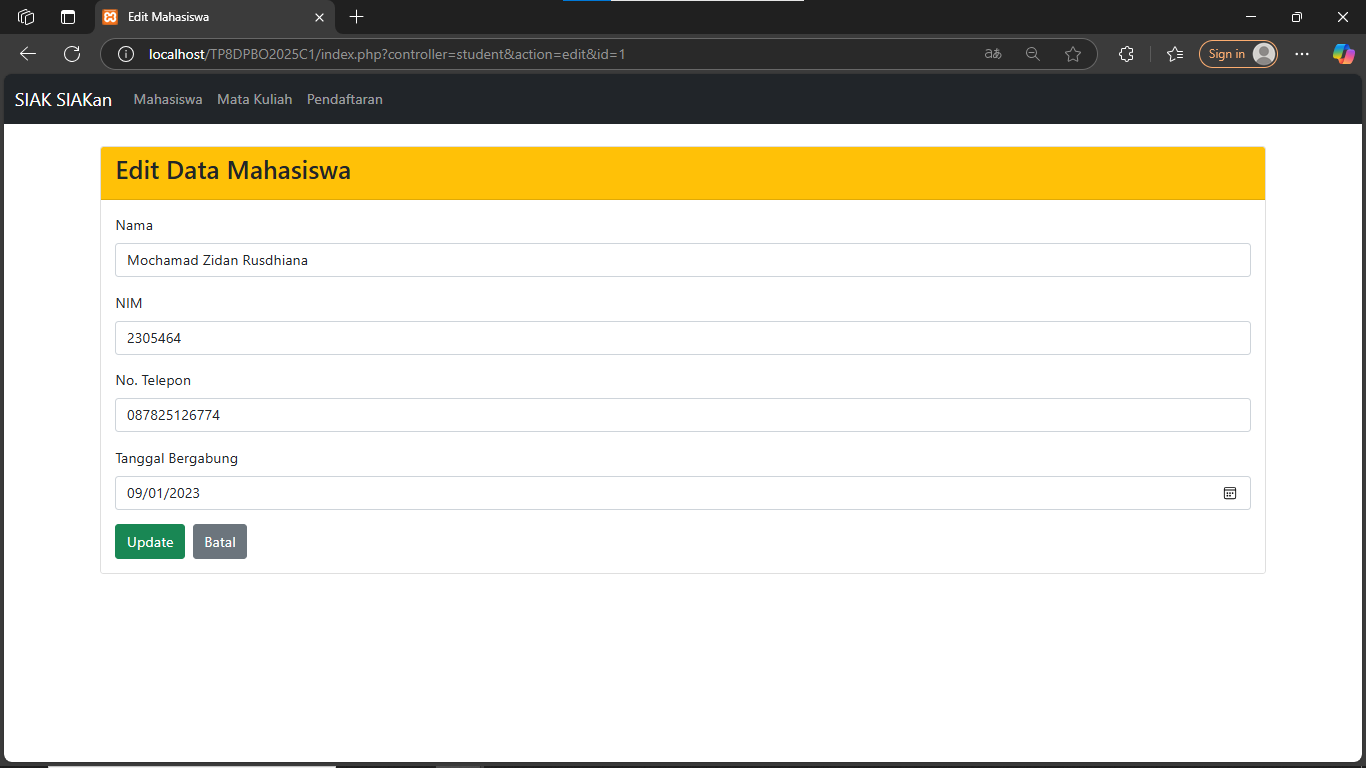 Edit Mahasiswa
localhost/TP8DPBO2025C1/index.php?controller=student&action=edit&id=1
Sign in
SIAK SIAKan Mahasiswa Mata Kuliah Pendaftaran
Edit Data Mahasiswa
Nama
Mochamad Zidan Rusdhiana
NIM
2305464
No. Telepon
087825126774
Tanggal Bergabung
09/01/2023
Update Batal